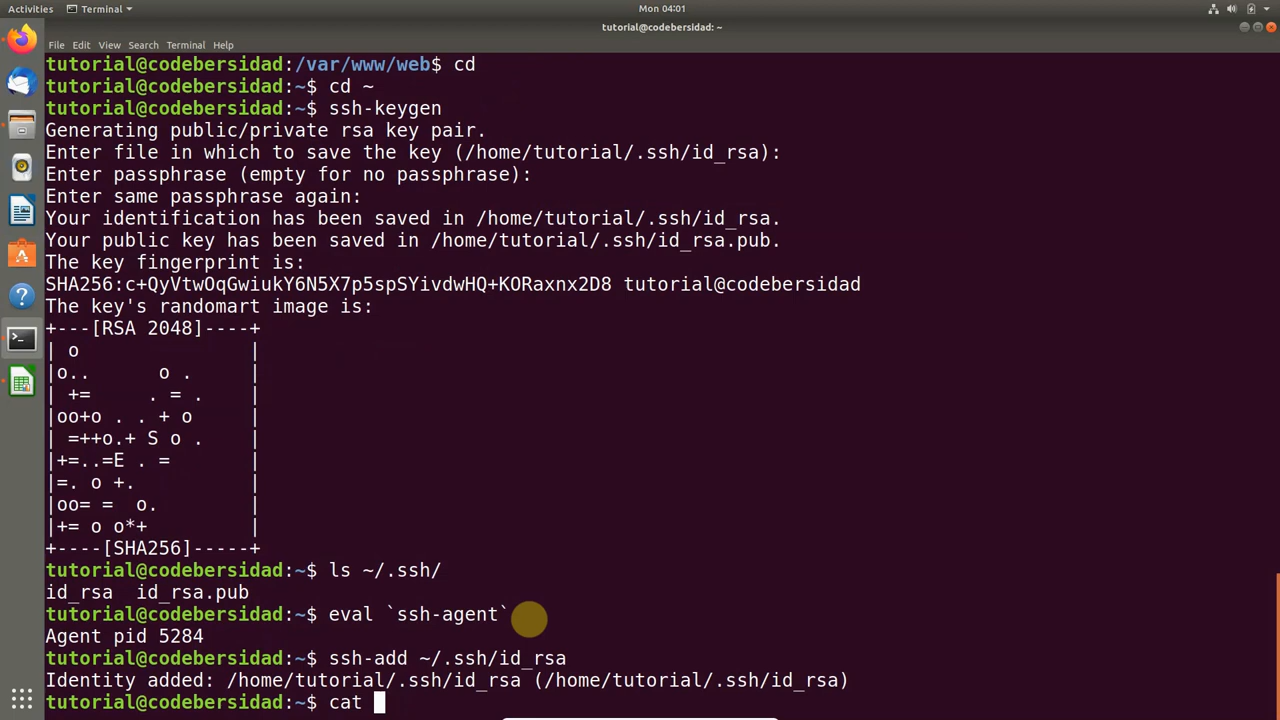 Activities Terminal Mon 04:01
tutorial@codebersidad: ~
File Edit View Search Terminal Help
tutorial@codebersidad:/var/www/web$ cd
tutorial@codebersidad:~$ cd ~
tutorial@codebersidad:~$ ssh-keygen
Generating public/private rsa key pair.
Enter file in which to save the key (/home/tutorial/.ssh/id_rsa):
Enter passphrase (empty for no passphrase):
Enter same passphrase again:
Your identification has been saved in /home/tutorial/.ssh/id_rsa.
Your public key has been saved in /home/tutorial/.ssh/id_rsa.pub.
The key fingerprint is:
SHA256:c+QyVtwOqGwiukY6N5X7p5spSYivdwHQ+KORaxnx2D8 tutorial@codebersidad
The key's randomart image is:
+---[RSA 2048]----+
| o               |
|o..      o .     |
| +=     . = .    |
|oo+o . . + o     |
| =++o.+ S o .    |
|+=..=E . =       |
|=. o +.          |
|oo= =  o.        |
|+= o o*+         |
+----[SHA256]-----+
tutorial@codebersidad:~$ ls ~/.ssh/
id_rsa  id_rsa.pub
tutorial@codebersidad:~$ eval `ssh-agent`
Agent pid 5284
tutorial@codebersidad:~$ ssh-add ~/.ssh/id_rsa
Identity added: /home/tutorial/.ssh/id_rsa (/home/tutorial/.ssh/id_rsa)
tutorial@codebersidad:~$ cat